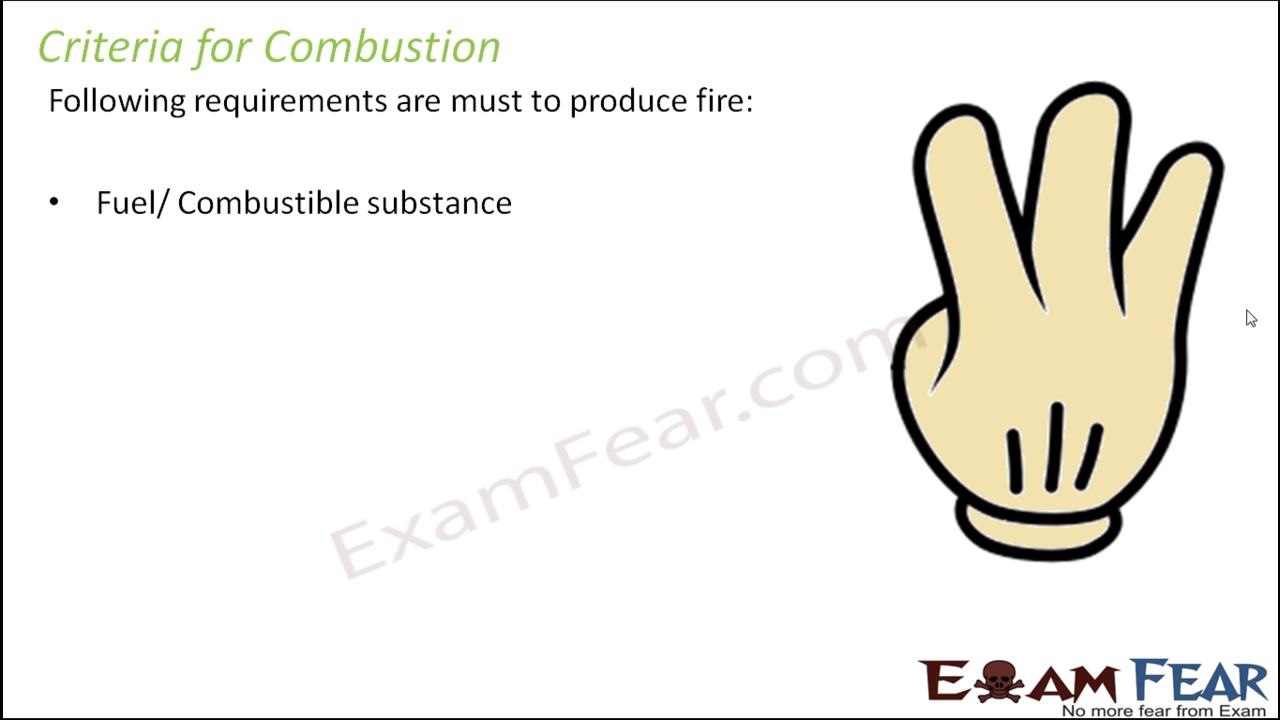 Criteria for Combustion
Following requirements are must to produce fire:
• Fuel/ Combustible substance
ExamFear.com
EXAM FEAR
No more fear from Exam